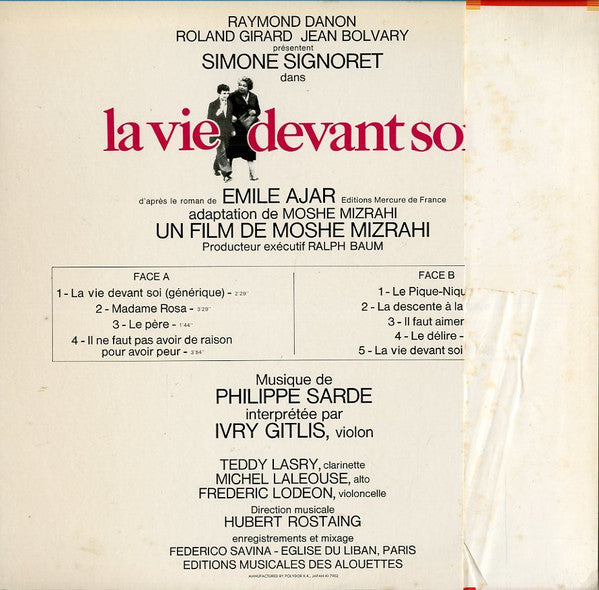 RAYMOND DANON
ROLAND GIRARD JEAN BOLVARY
présentent
SIMONE SIGNORET
dans
la vie devant soi
d'après le roman de EMILE AJAR Editions Mercure de France
adaptation de MOSHE MIZRAHI
UN FILM DE MOSHE MIZRAHI
Producteur exécutif RALPH BAUM
FACE A
1 - La vie devant soi (générique) - 2'29"
2 - Madame Rosa - 3'29"
3 - Le père - 1'44"
4 - Il ne faut pas avoir de raison
pour avoir peur - 3'54"
FACE B
1 - Le Pique-Niqu
2 - La descente à la
3 - Il faut aimer
4 - Le délire -
5 - La vie devant soi
Musique de
PHILIPPE SARDE
interprétée par
IVRY GITLIS, violon
TEDDY LASRY, clarinette
MICHEL LALEOUSE, alto
FREDERIC LODEON, violoncelle
Direction musicale
HUBERT ROSTAING
enregistrements et mixage
FEDERICO SAVINA - EGLISE DU LIBAN, PARIS
EDITIONS MUSICALES DES ALOUETTES
MANUFACTURED BY POLYDOR K.K., JAPAN KI 7902